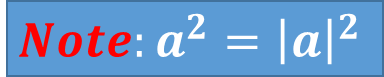 Note: a² = |a|²